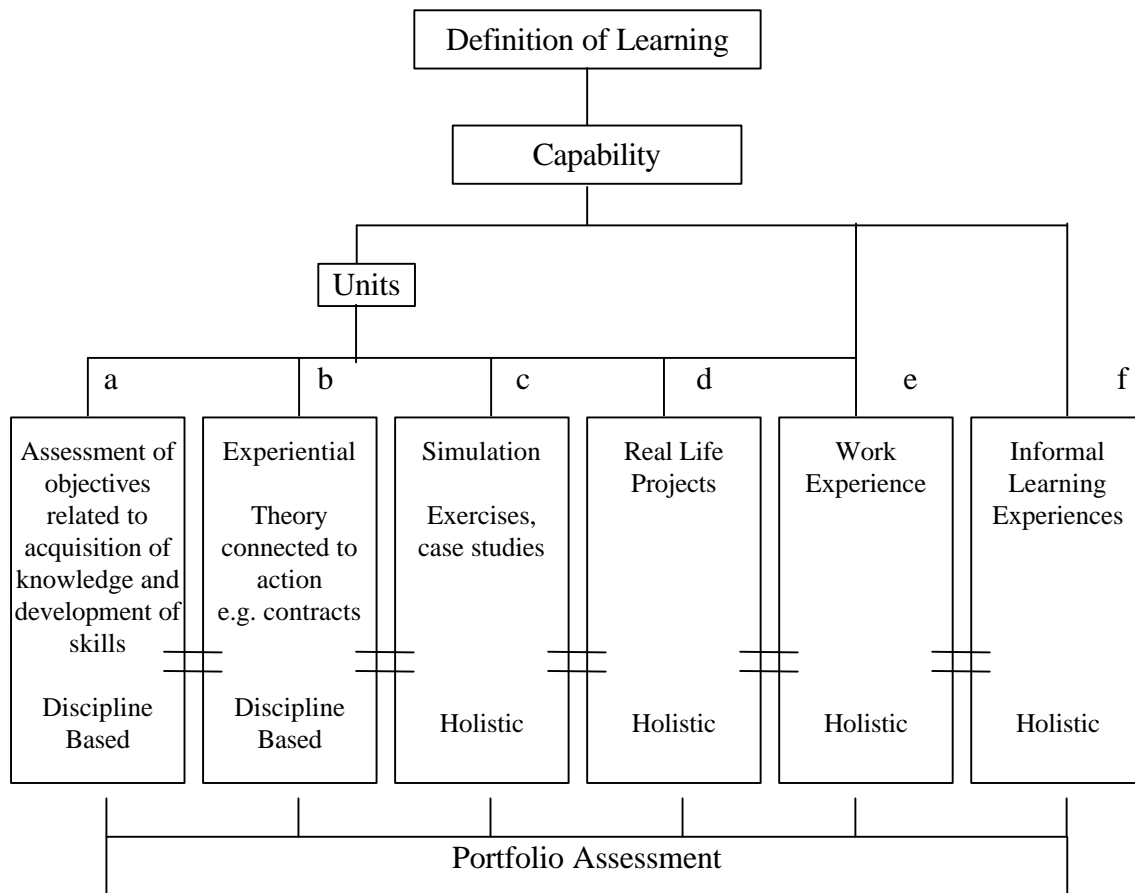 Definition of Learning
Capability
Units
a
b
c
d
e
f
Assessment of
objectives
related to
acquisition of
knowledge and
development of
skills
Discipline
Based
Experiential
Theory
connected to
action
e.g. contracts
Discipline
Based
Simulation
Exercises,
case studies
Holistic
Real Life
Projects
Holistic
Work
Experience
Holistic
Informal
Learning
Experiences
Holistic
Portfolio Assessment